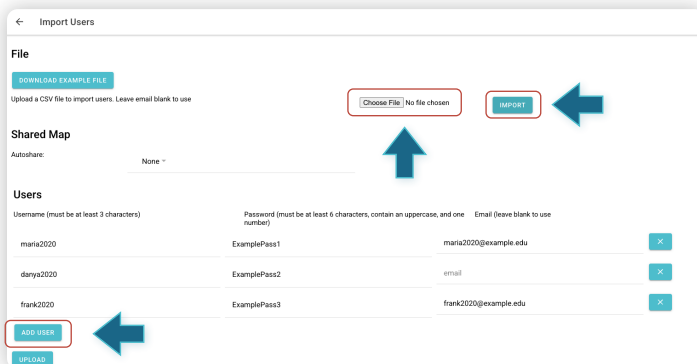 Import Users
File
DOWNLOAD EXAMPLE FILE
Upload a CSV file to import users. Leave email blank to use
Choose File No file chosen
IMPORT
Shared Map
Autoshare:
None
Users
Username (must be at least 3 characters)
Password (must be at least 6 characters, contain an uppercase, and one number)
Email (leave blank to use
maria2020
ExamplePass1
maria2020@example.edu
danya2020
ExamplePass2
email
frank2020
ExamplePass3
frank2020@example.edu
ADD USER
UPLOAD